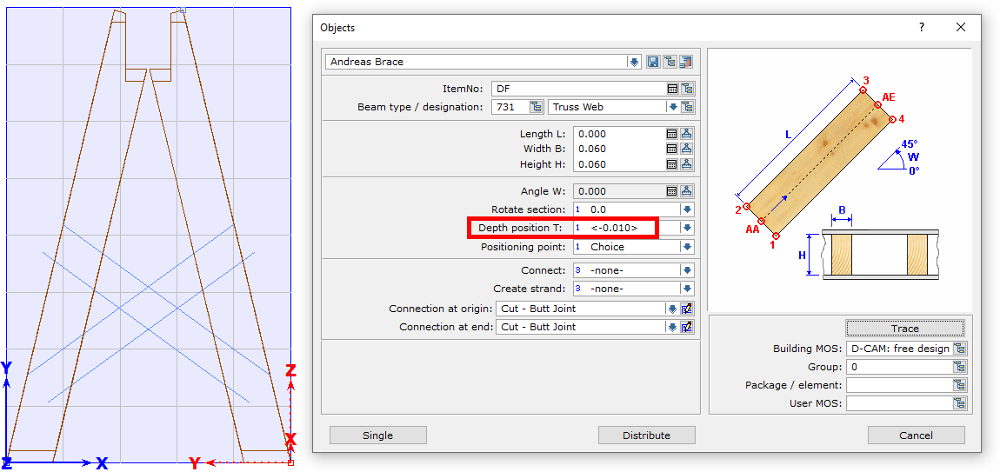 Objects
?
Andreas Brace
ItemNo: DF
Beam type / designation: 731 Truss Web
Length L: 0.000
Width B: 0.060
Height H: 0.060
Angle W: 0.000
Rotate section: 1 0.0
Depth position T: 1 <-0.010>
Positioning point: 1 Choice
Connect: 3 -none-
Create strand: 3 -none-
Connection at origin: Cut - Butt Joint
Connection at end: Cut - Butt Joint
Single
Distribute
Cancel
3
AE
4
L
45°
W
0°
2
AA
1
B
H
Trace
Building MOS: D-CAM: free design
Group: 0
Package / element:
User MOS:
Y
Z
X
Z
X
Y